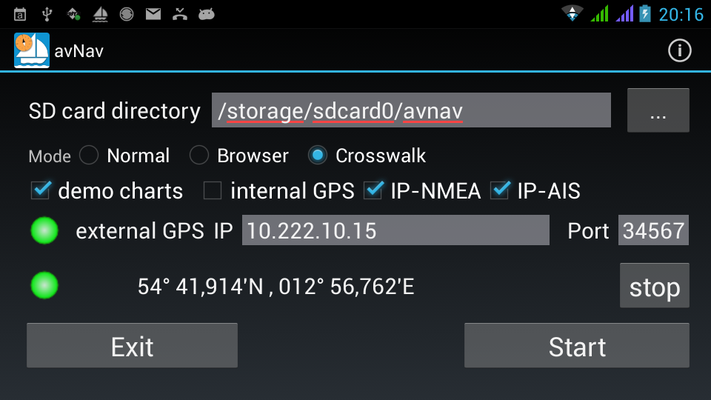 20:16
avNav
SD card directory /storage/sdcard0/avnav ...
Mode Normal Browser Crosswalk
demo charts internal GPS IP-NMEA IP-AIS
external GPS IP 10.222.10.15 Port 34567
54° 41,914'N , 012° 56,762'E stop
Exit Start